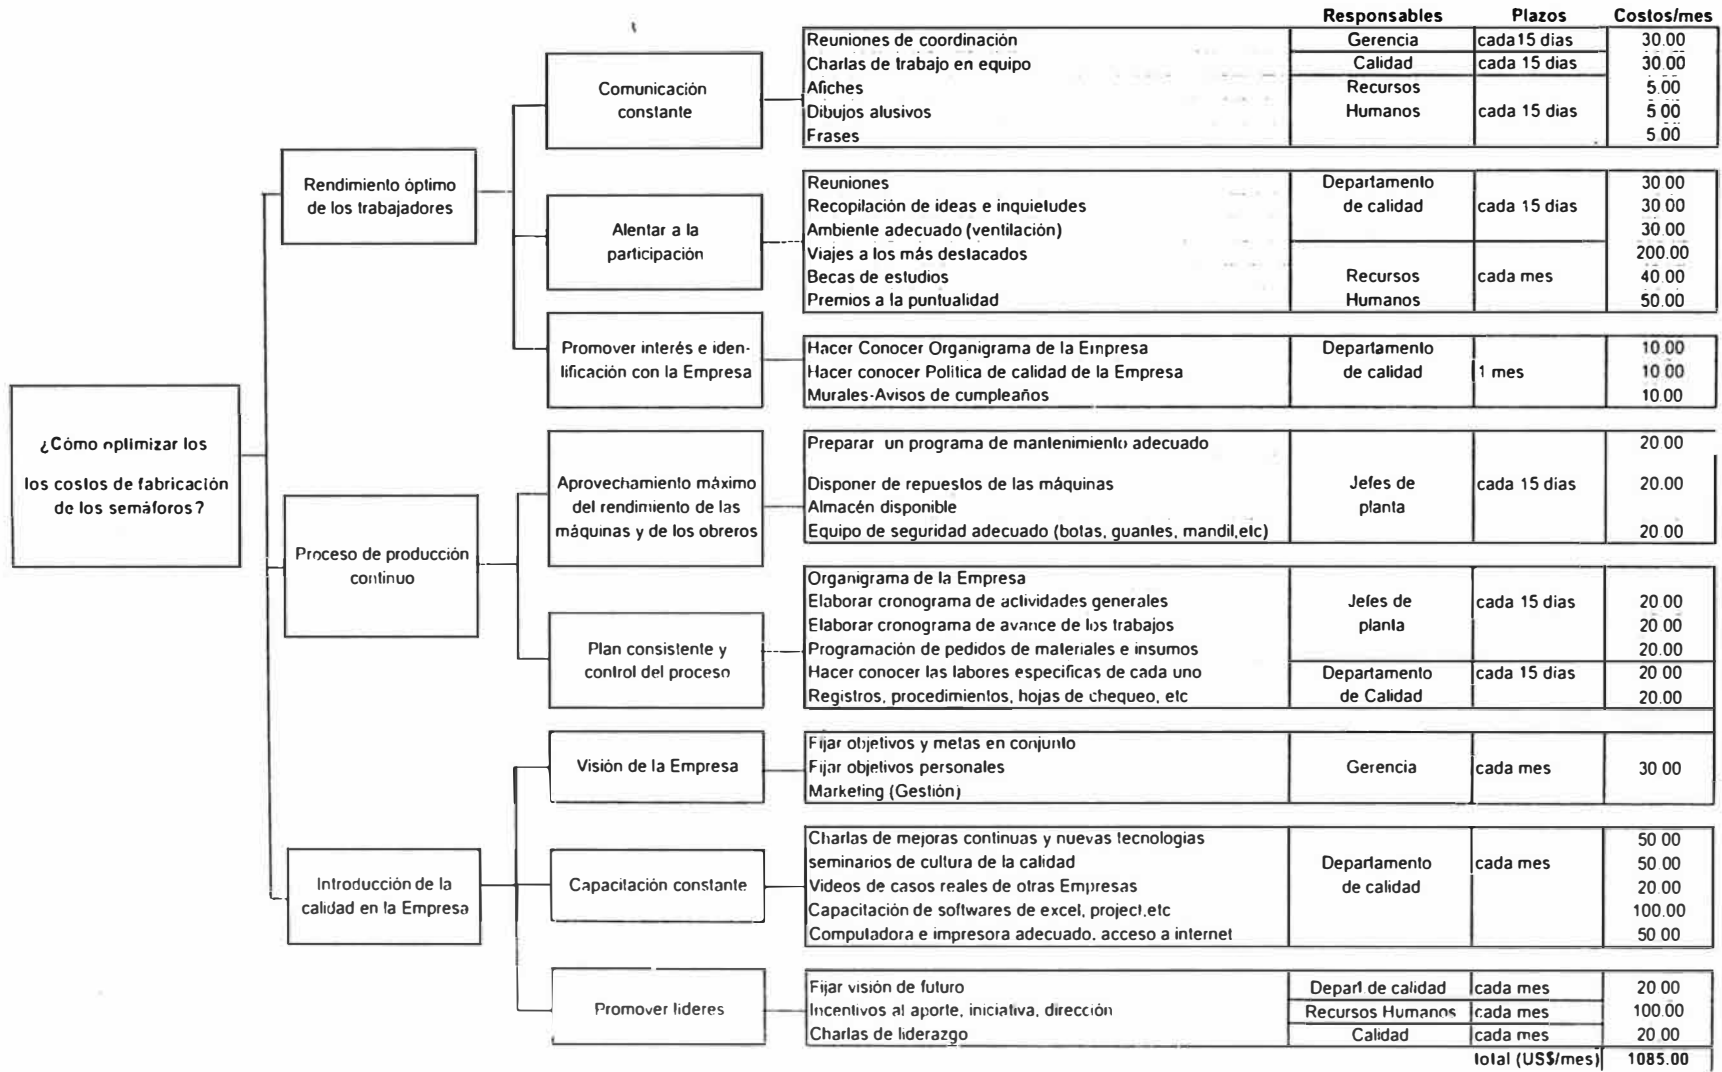 Responsables Plazos Costos/mes
Reuniones de coordinación Gerencia cada15 dias 30.00
Charlas de trabajo en equipo Calidad cada 15 dias 30.00
Afiches Recursos 5.00
Dibujos alusivos Humanos cada 15 dias 5 00
Frases 5 00
Comunicación
constante
Reuniones Departamento 30 00
Recopilación de ideas e inquietudes de calidad cada 15 dias 30 00
Ambiente adecuado (ventilación) 30.00
Viajes a los más destacados 200.00
Becas de estudios Recursos cada mes 40.00
Premios a la puntualidad Humanos 50.00
Rendimiento óptimo
de los trabajadores
Alentar a la
participación
Promover interés e iden-
tificación con la Empresa
Hacer Conocer Organigrama de la Empresa Departamento 10.00
Hacer conocer Politica de calidad de la Empresa de calidad 1 mes 10 00
Murales-Avisos de cumpleaños 10.00
¿Cómo optimizar los
los costos de fabricación
de los semáforos?
Preparar un programa de mantenimiento adecuado 20.00
Disponer de repuestos de las máquinas Jefes de cada 15 dias 20.00
Almacén disponible planta
Equipo de seguridad adecuado (botas, guantes, mandil,etc) 20.00
Aprovechamiento máximo
del rendimiento de las
máquinas y de los obreros
Proceso de producción
continuo
Organigrama de la Empresa
Elaborar cronograma de actividades generales Jefes de cada 15 dias 20 00
Elaborar cronograma de avance de los trabajos planta 20 00
Programación de pedidos de materiales e insumos 20.00
Hacer conocer las labores especificas de cada uno Departamento cada 15 dias 20 00
Registros, procedimientos, hojas de chequeo, etc de Calidad 20.00
Plan consistente y
control del proceso
Visión de la Empresa
Fijar objetivos y metas en conjunto
Fijar objetivos personales Gerencia cada mes 30 00
Marketing (Gestión)
Introducción de la
calidad en la Empresa
Capacitación constante
Charlas de mejoras continuas y nuevas tecnologias 50 00
seminarios de cultura de la calidad Departamento cada mes 50 00
Videos de casos reales de otras Empresas de calidad 20.00
Capacitación de softwares de excel, project,etc 100.00
Computadora e impresora adecuado, acceso a internet 50 00
Promover lideres
Fijar visión de futuro Depart de calidad cada mes 20 00
Incentivos al aporte, iniciativa, dirección Recursos Humanos cada mes 100.00
Charlas de liderazgo Calidad cada mes 20 00
total (US$/mes) 1085.00